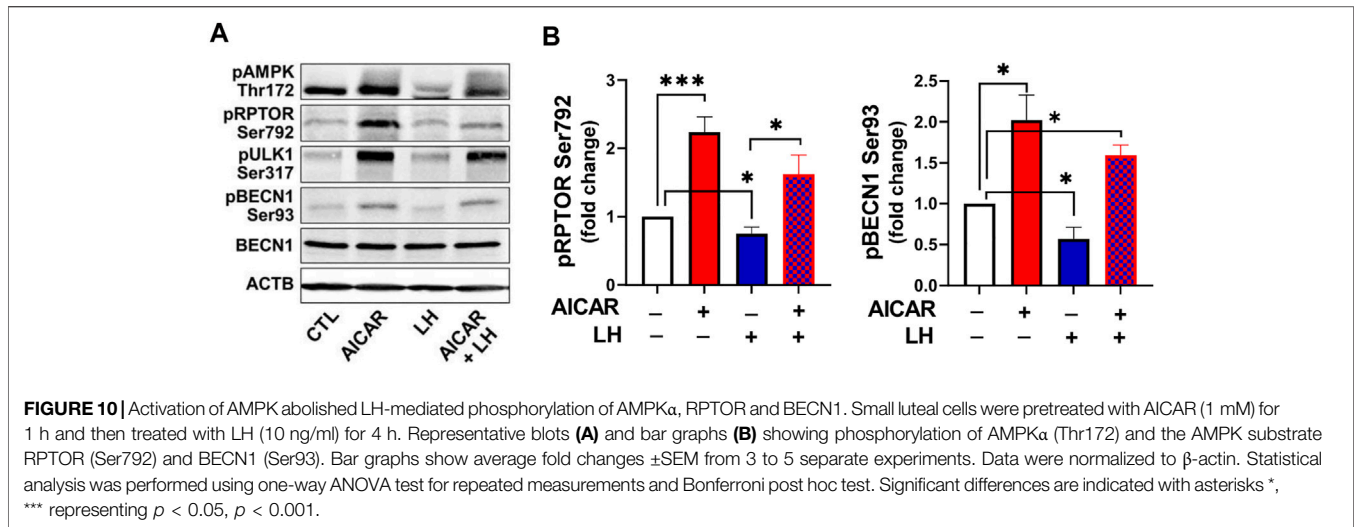 A
pAMPK
Thr172
pRPTOR
Ser792
pULK1
Ser317
pBECN1
Ser93
BECN1
ACTB
CTL
AICAR
LH
AICAR
+ LH
B
pRPTOR Ser792
(fold change)
3
2
1
0
***
*
*
AICAR – + – +
LH – – + +
pBECN1 Ser93
(fold change)
2.5
2.0
1.5
1.0
0.5
0.0
*
*
*
AICAR – + – +
LH – – + +
FIGURE 10 | Activation of AMPK abolished LH-mediated phosphorylation of AMPKα, RPTOR and BECN1. Small luteal cells were pretreated with AICAR (1 mM) for
1 h and then treated with LH (10 ng/ml) for 4 h. Representative blots (A) and bar graphs (B) showing phosphorylation of AMPKα (Thr172) and the AMPK substrate
RPTOR (Ser792) and BECN1 (Ser93). Bar graphs show average fold changes ±SEM from 3 to 5 separate experiments. Data were normalized to β-actin. Statistical
analysis was performed using one-way ANOVA test for repeated measurements and Bonferroni post hoc test. Significant differences are indicated with asterisks *,
*** representing p < 0.05, p < 0.001.